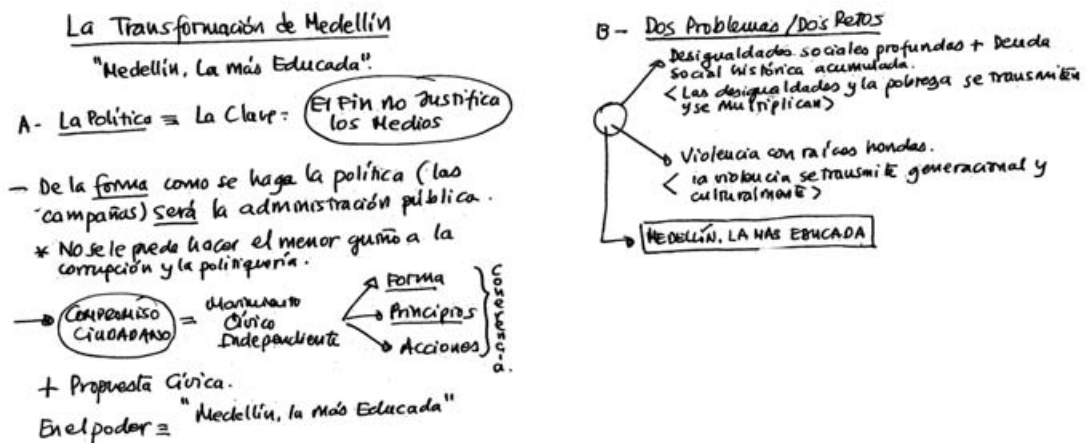 La Transformación de Medellín
"Medellín, La más Educada".
A- La Política ≡ La Clave: El Fin no Justifica
los Medios
— De la forma como se haga la política (las
campañas) será la administración pública.
* No se le puede hacer el menor guiño a la
corrupción y la politiquería.
→ COMPROMISO
CIUDADANO = Movimiento
Cívico
Independiente
Forma
Principios
Acciones
Coherencia.
+ Propuesta Cívica.
En el poder ≡ "Medellín, la más Educada"
B- Dos Problemas/Dos Retos
Desigualdades sociales profundas + Deuda
Social histórica acumulada.
< Las desigualdades y la pobreza se transmiten
y se multiplican >
Violencia con raíces hondas.
< la violencia se transmite generacional y
culturalmente >
MEDELLÍN, LA MAS EDUCADA